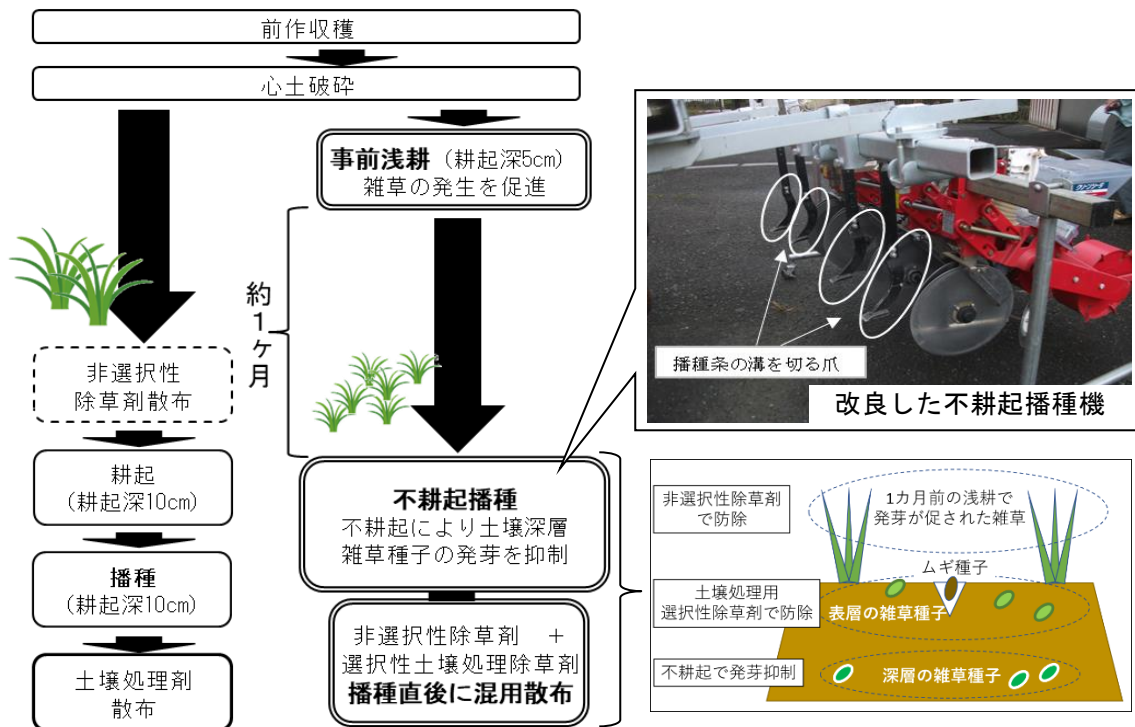 前作収穫
心土破砕
事前浅耕（耕起深5cm）
雑草の発生を促進
約1ヶ月
非選択性
除草剤散布
耕起
(耕起深10cm)
播種
(耕起深10cm)
土壌処理剤
散布
不耕起播種
不耕起により土壌深層
雑草種子の発芽を抑制
非選択性除草剤　＋
選択性土壌処理除草剤
播種直後に混用散布
播種条の溝を切る爪
改良した不耕起播種機
非選択性除草剤
で防除
1カ月前の浅耕で
発芽が促された雑草
ムギ種子
土壌処理用
選択性除草剤で防除
表層の雑草種子
不耕起で発芽抑制
深層の雑草種子